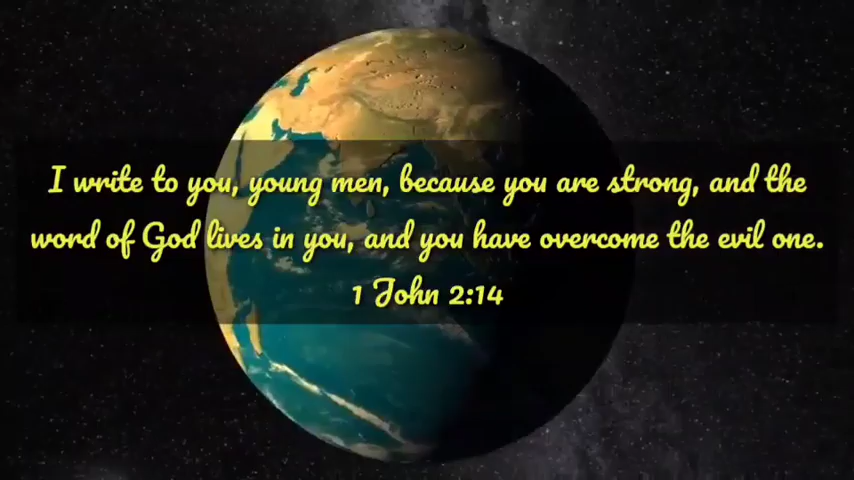 I write to you, young men, because you are strong, and the
word of God lives in you, and you have overcome the evil one.
1 John 2:14